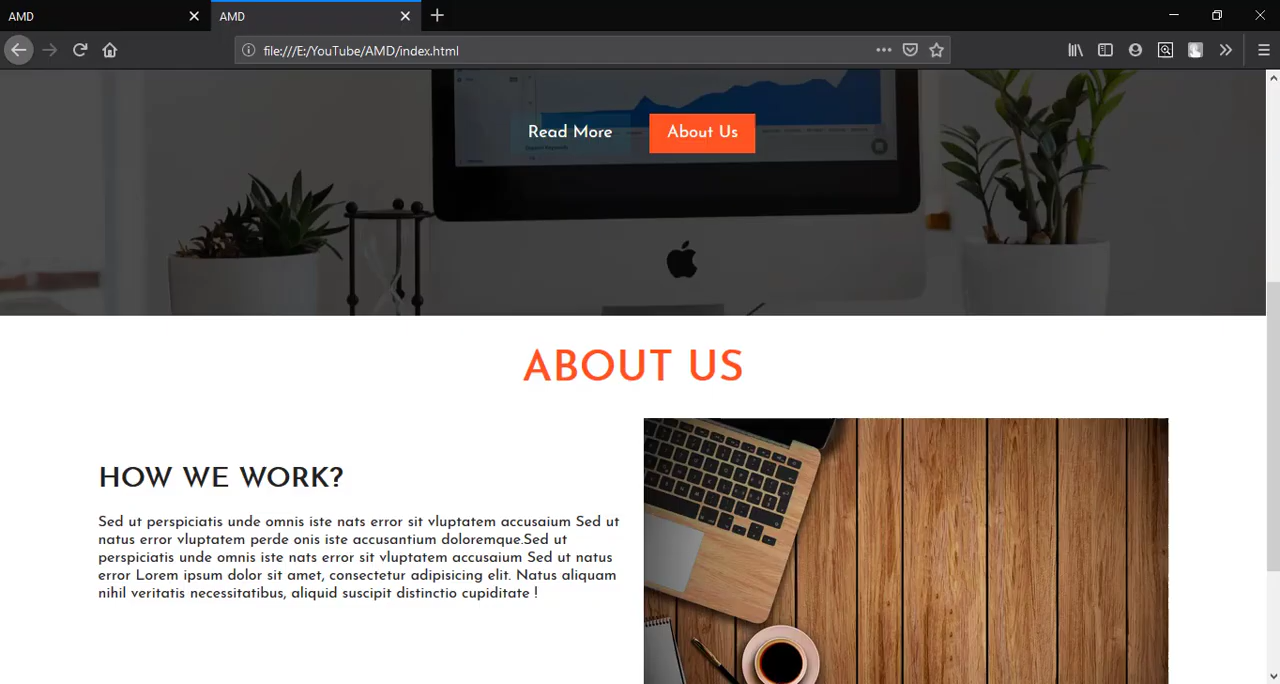 AMD
AMD
file:///E:/YouTube/AMD/index.html
Read More
About Us
ABOUT US
HOW WE WORK?
Sed ut perspiciatis unde omnis iste nats error sit vluptatem accusaium Sed ut
natus error vluptatem perde onis iste accusantium doloremque.Sed ut
perspiciatis unde omnis iste nats error sit vluptatem accusaium Sed ut natus
error Lorem ipsum dolor sit amet, consectetur adipisicing elit. Natus aliquam
nihil veritatis necessitatibus, aliquid suscipit distinctio cupiditate !